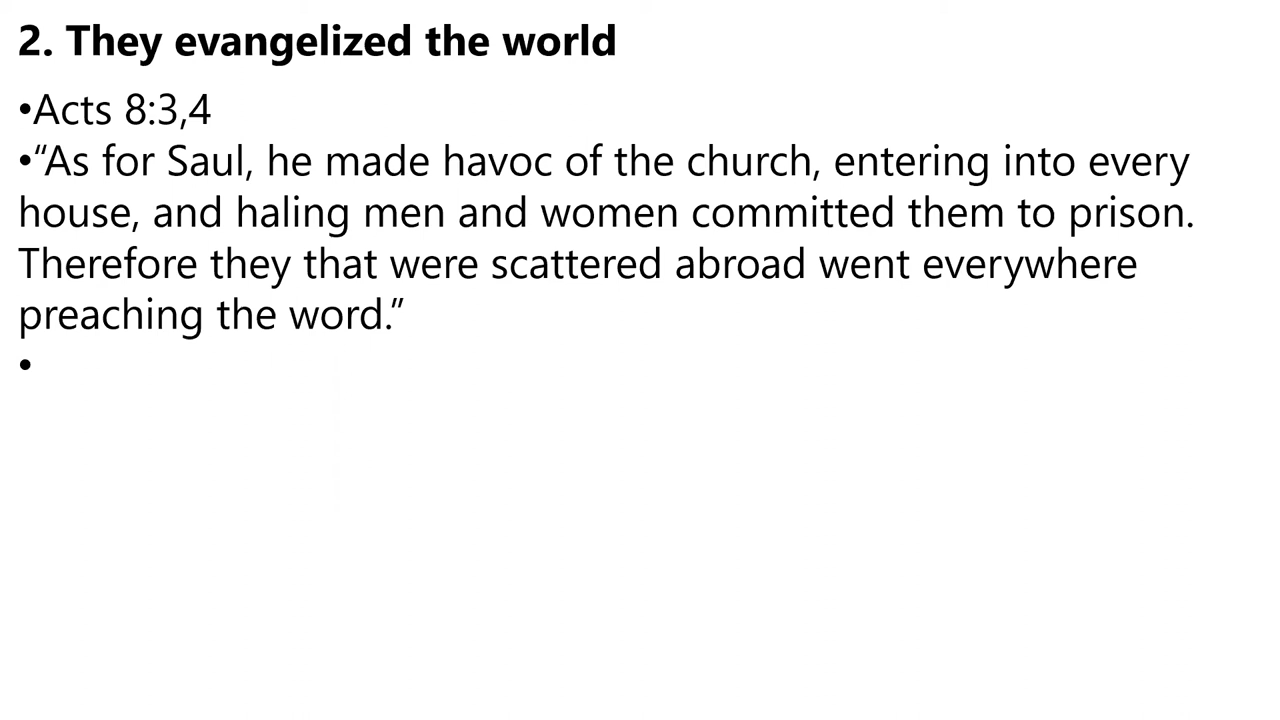 2. They evangelized the world
•Acts 8:3,4
•“As for Saul, he made havoc of the church, entering into every
house, and haling men and women committed them to prison.
Therefore they that were scattered abroad went everywhere
preaching the word.”
•